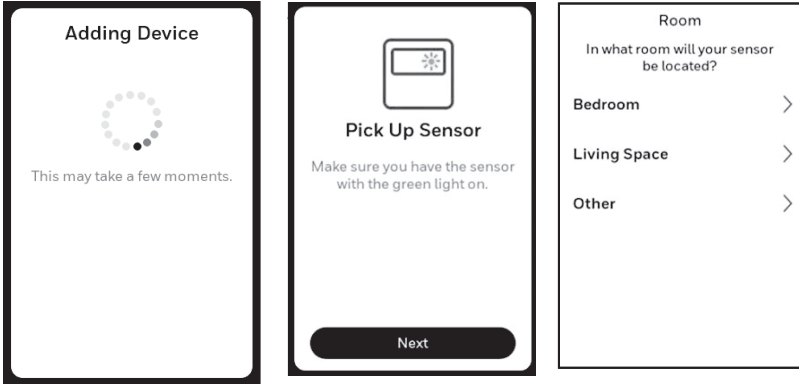 Adding Device
This may take a few moments.
Pick Up Sensor
Make sure you have the sensor
with the green light on.
Next
Room
In what room will your sensor
be located?
Bedroom
Living Space
Other